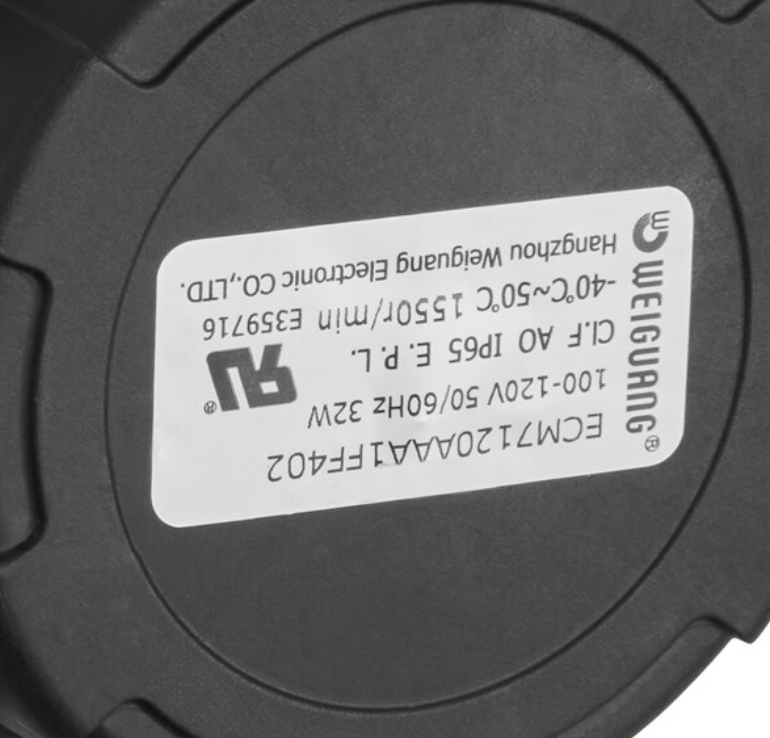 WEIGUANG®
ECM7120AAA1FF402
100-120V 50/60Hz 32W
CI.F AO IP65 E.P.L.
-40℃~50℃ 1550r/min E359716
Hangzhou Weiguang Electronic CO.,LTD.
RU®